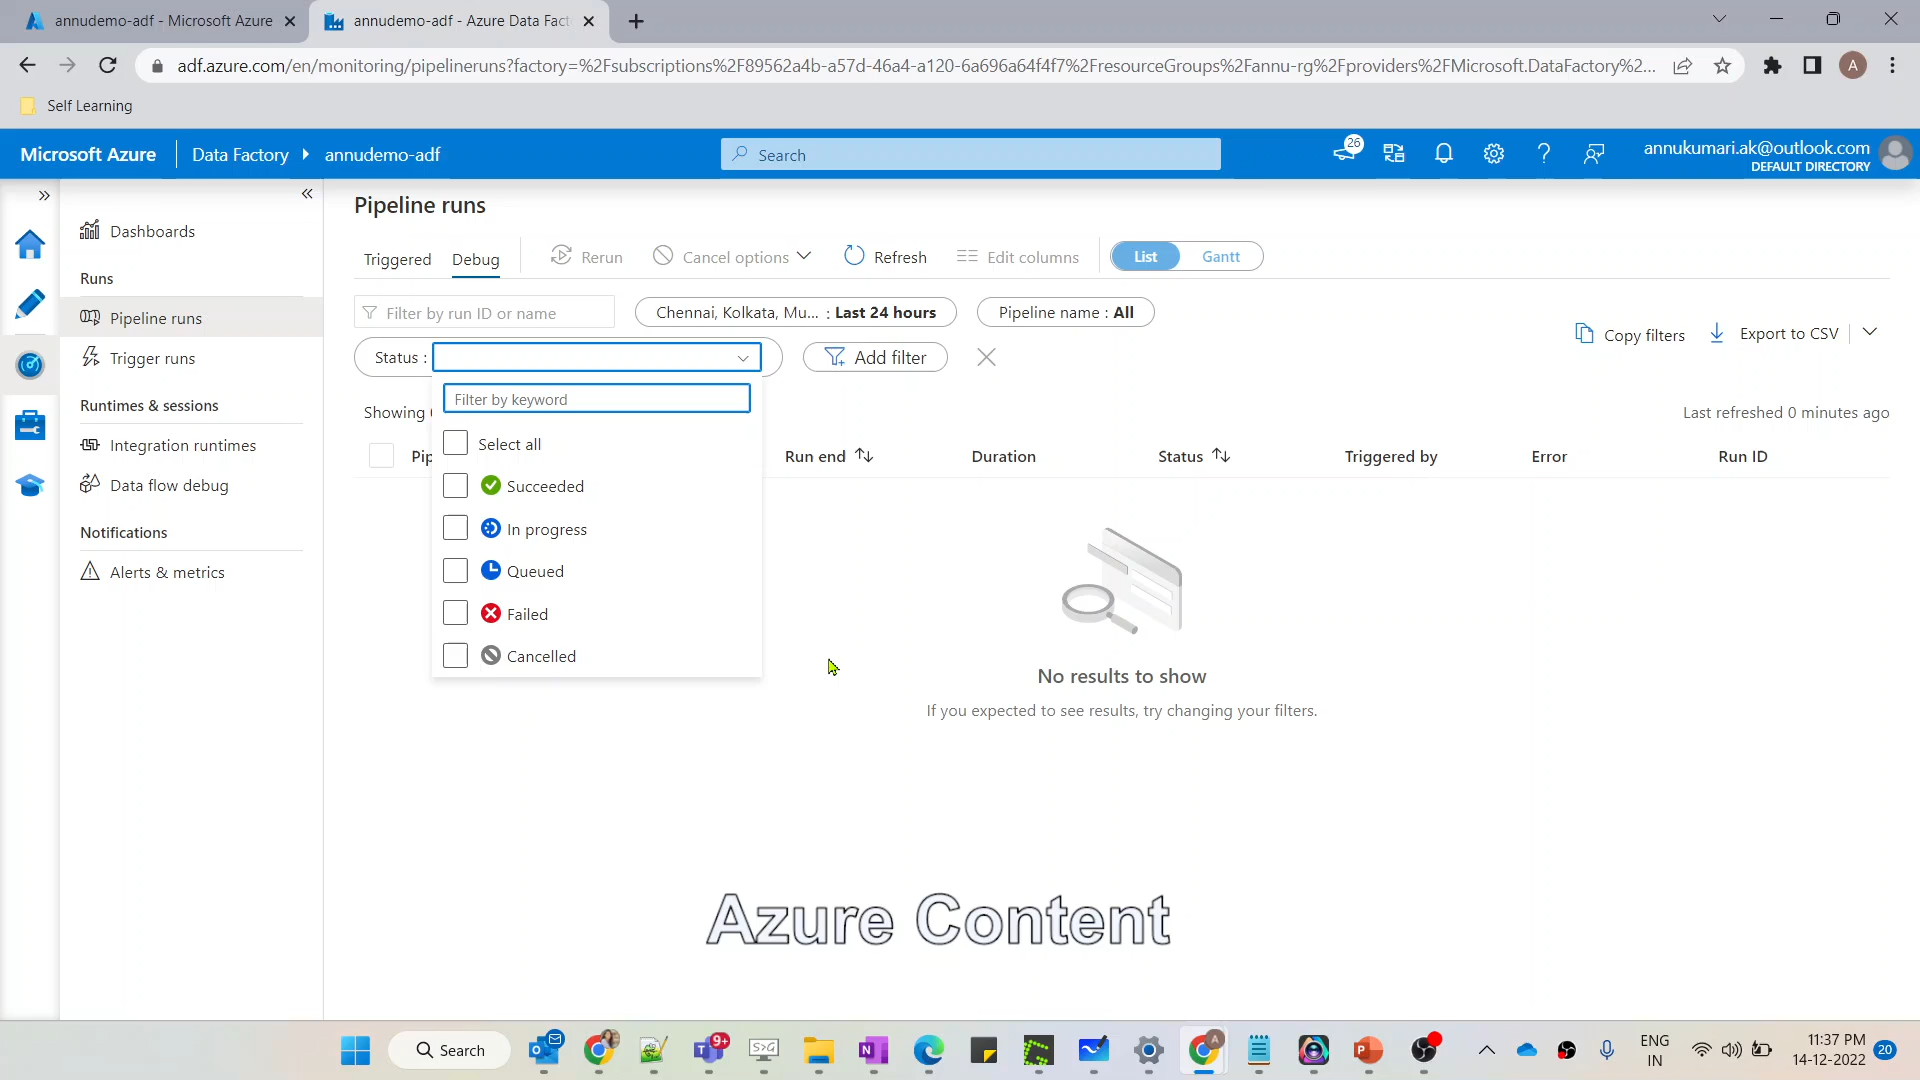 annudemo-adf - Microsoft Azure
annudemo-adf - Azure Data Fact
adf.azure.com/en/monitoring/pipelineruns?factory=%2Fsubscriptions%2F89562a4b-a57d-46a4-a120-6a696a64f4f7%2FresourceGroups%2Fannu-rg%2Fproviders%2FMicrosoft.DataFactory%2...
A
Self Learning
Microsoft Azure
Data Factory
annudemo-adf
Search
26
annukumari.ak@outlook.com
DEFAULT DIRECTORY
Dashboards
Runs
Pipeline runs
Trigger runs
Runtimes & sessions
Integration runtimes
Data flow debug
Notifications
Alerts & metrics
Pipeline runs
Triggered
Debug
Rerun
Cancel options
Refresh
Edit columns
List
Gantt
Filter by run ID or name
Chennai, Kolkata, Mu... : Last 24 hours
Pipeline name : All
Copy filters
Export to CSV
Status :
Add filter
Filter by keyword
Select all
Succeeded
In progress
Queued
Failed
Cancelled
Showing
Last refreshed 0 minutes ago
Pip
Run end
Duration
Status
Triggered by
Error
Run ID
No results to show
If you expected to see results, try changing your filters.
Azure Content
Search
9+
S>G
N
A
P
ENG
IN
11:37 PM
14-12-2022
20